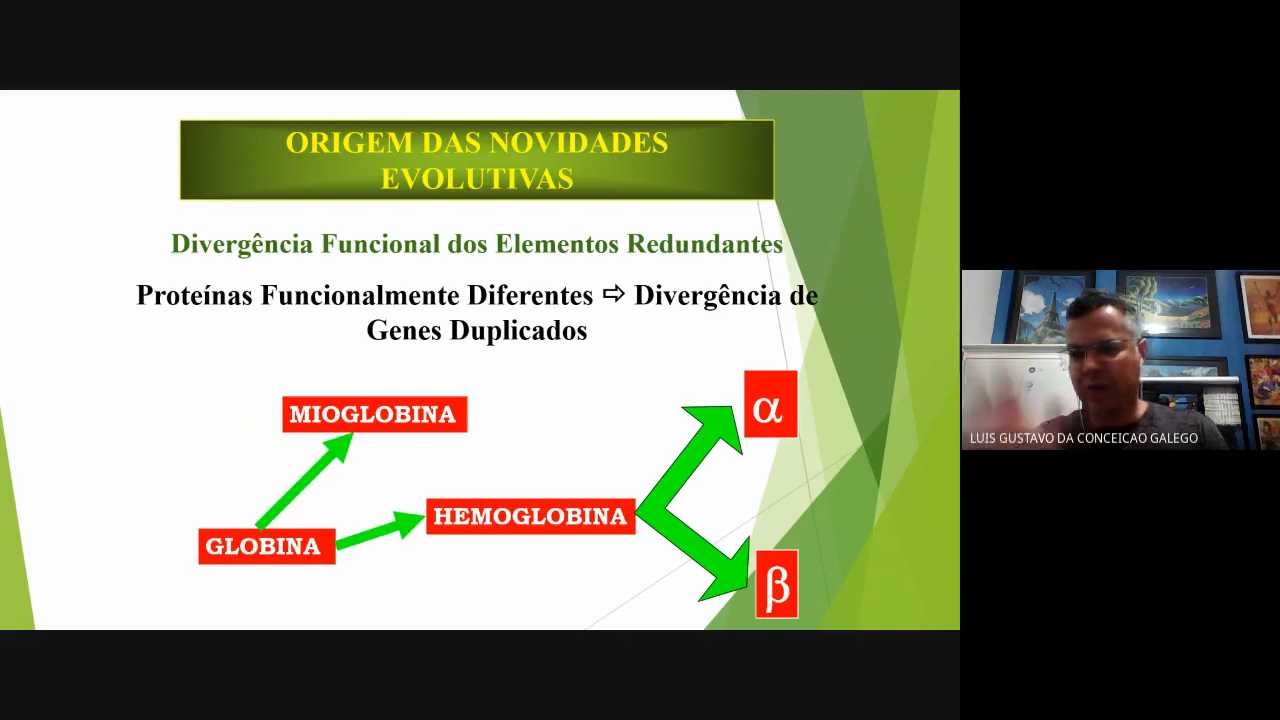 ORIGEM DAS NOVIDADES
EVOLUTIVAS
Divergência Funcional dos Elementos Redundantes
Proteínas Funcionalmente Diferentes ⇨ Divergência de
Genes Duplicados
MIOGLOBINA
α
HEMOGLOBINA
GLOBINA
β
LUIS GUSTAVO DA CONCEICAO GALEGO